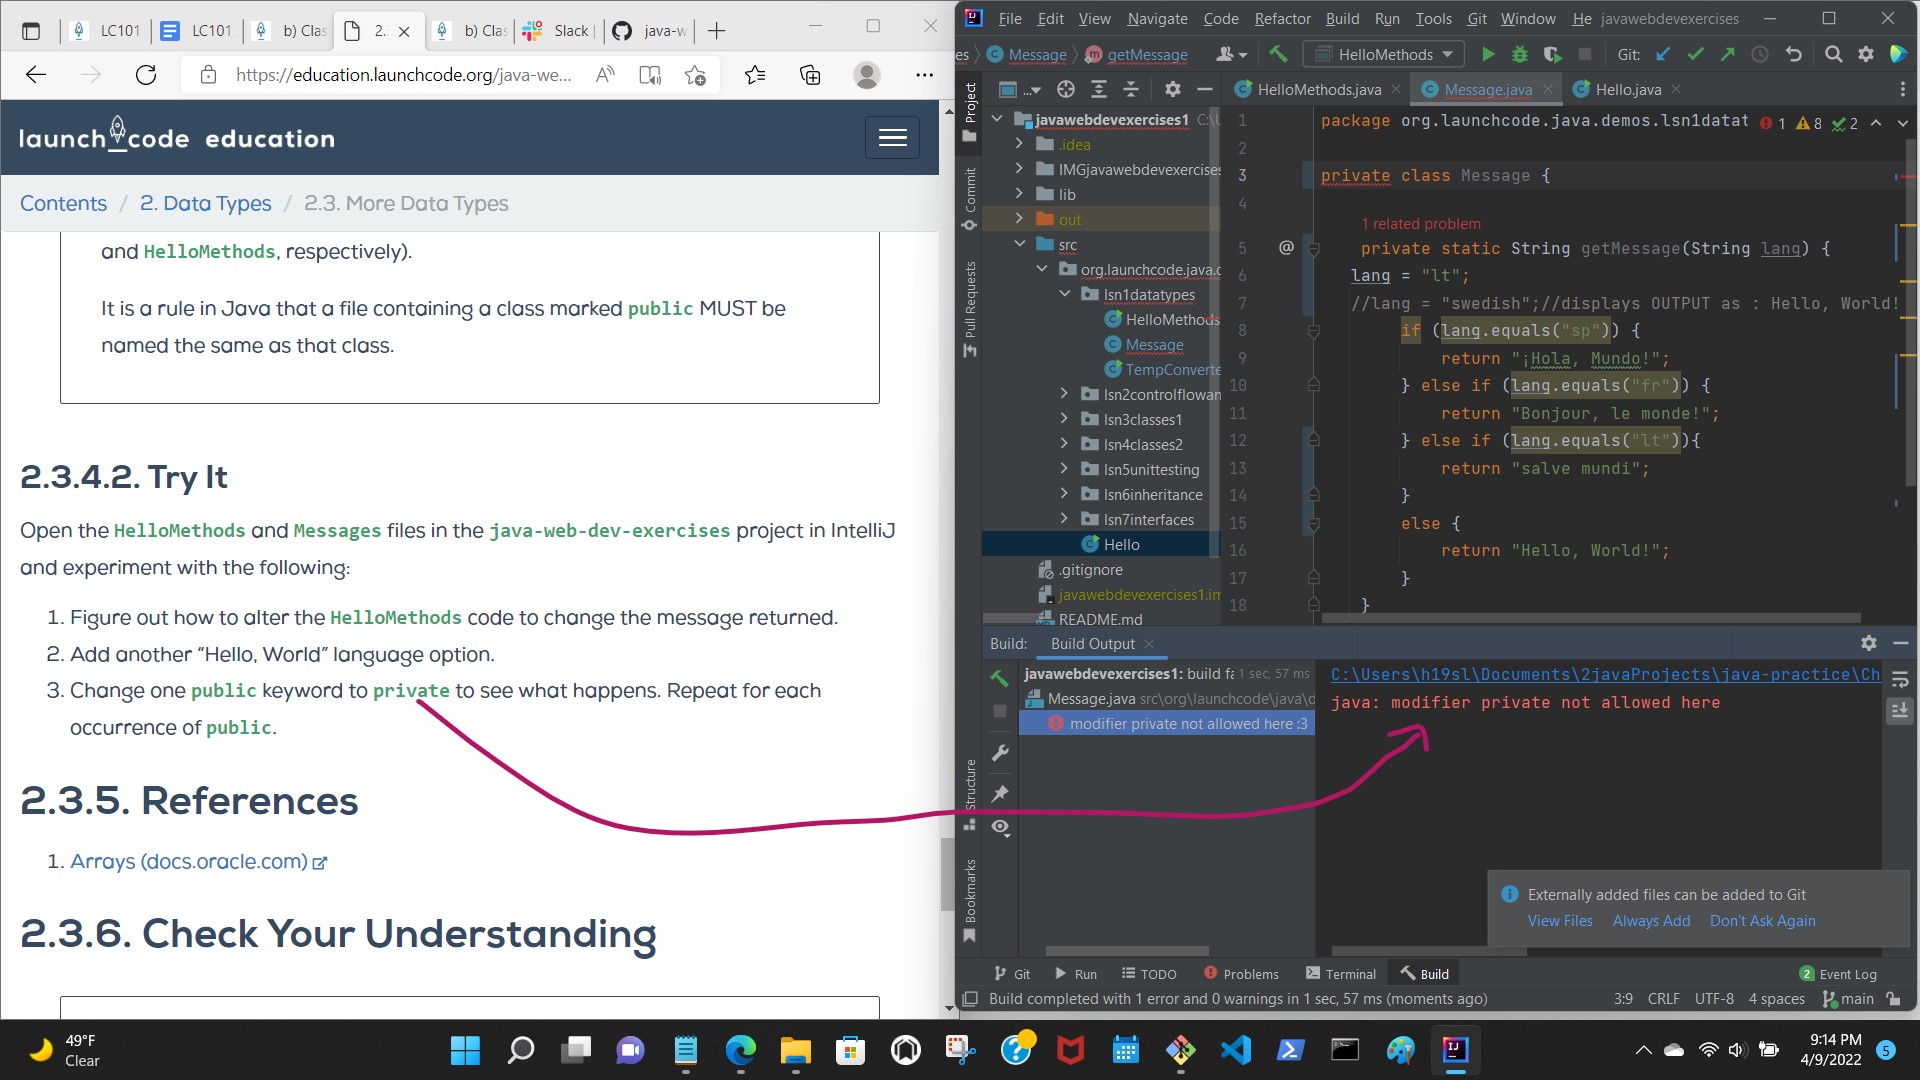 LC101
LC101
b) Clas
2.
b) Clas
Slack
java-w
https://education.launchcode.org/java-we...
launch_code education
Contents / 2. Data Types / 2.3. More Data Types
and HelloMethods, respectively).
It is a rule in Java that a file containing a class marked public MUST be
named the same as that class.
2.3.4.2. Try It
Open the HelloMethods and Messages files in the java-web-dev-exercises project in IntelliJ
and experiment with the following:
1. Figure out how to alter the HelloMethods code to change the message returned.
2. Add another “Hello, World” language option.
3. Change one public keyword to private to see what happens. Repeat for each
occurrence of public.
2.3.5. References
1. Arrays (docs.oracle.com)
2.3.6. Check Your Understanding
File Edit View Navigate Code Refactor Build Run Tools Git Window He javawebdevexercises
es Message getMessage HelloMethods Git:
Project
Commit
Pull Requests
Structure
Bookmarks
HelloMethods.java Message.java Hello.java
javawebdevexercises1 C:\U
.idea
IMGjavawebdevexercises
lib
out
src
org.launchcode.java.d
lsn1datatypes
HelloMethods
Message
TempConverte
lsn2controlflowan
lsn3classes1
lsn4classes2
lsn5unittesting
lsn6inheritance
lsn7interfaces
Hello
.gitignore
javawebdevexercises1.im
README.md
1 package org.launchcode.java.demos.lsn1datat 1 8 2
2
3 private class Message {
4
1 related problem
5 @ private static String getMessage(String lang) {
6 lang = "lt";
7 //lang = "swedish";//displays OUTPUT as : Hello, World!
8 if (lang.equals("sp")) {
9 return "¡Hola, Mundo!";
10 } else if (lang.equals("fr")) {
11 return "Bonjour, le monde!";
12 } else if (lang.equals("lt")){
13 return "salve mundi";
14 }
15 else {
16 return "Hello, World!";
17 }
18 }
Build: Build Output
javawebdevexercises1: build fa 1 sec, 57 ms
Message.java src\org\launchcode\java\d
modifier private not allowed here :3
C:\Users\h19sl\Documents\2javaProjects\java-practice\Ch
java: modifier private not allowed here
Externally added files can be added to Git
View Files Always Add Don't Ask Again
Git Run TODO Problems Terminal Build 2 Event Log
Build completed with 1 error and 0 warnings in 1 sec, 57 ms (moments ago) 3:9 CRLF UTF-8 4 spaces main
49°F
Clear
9:14 PM
4/9/2022
5